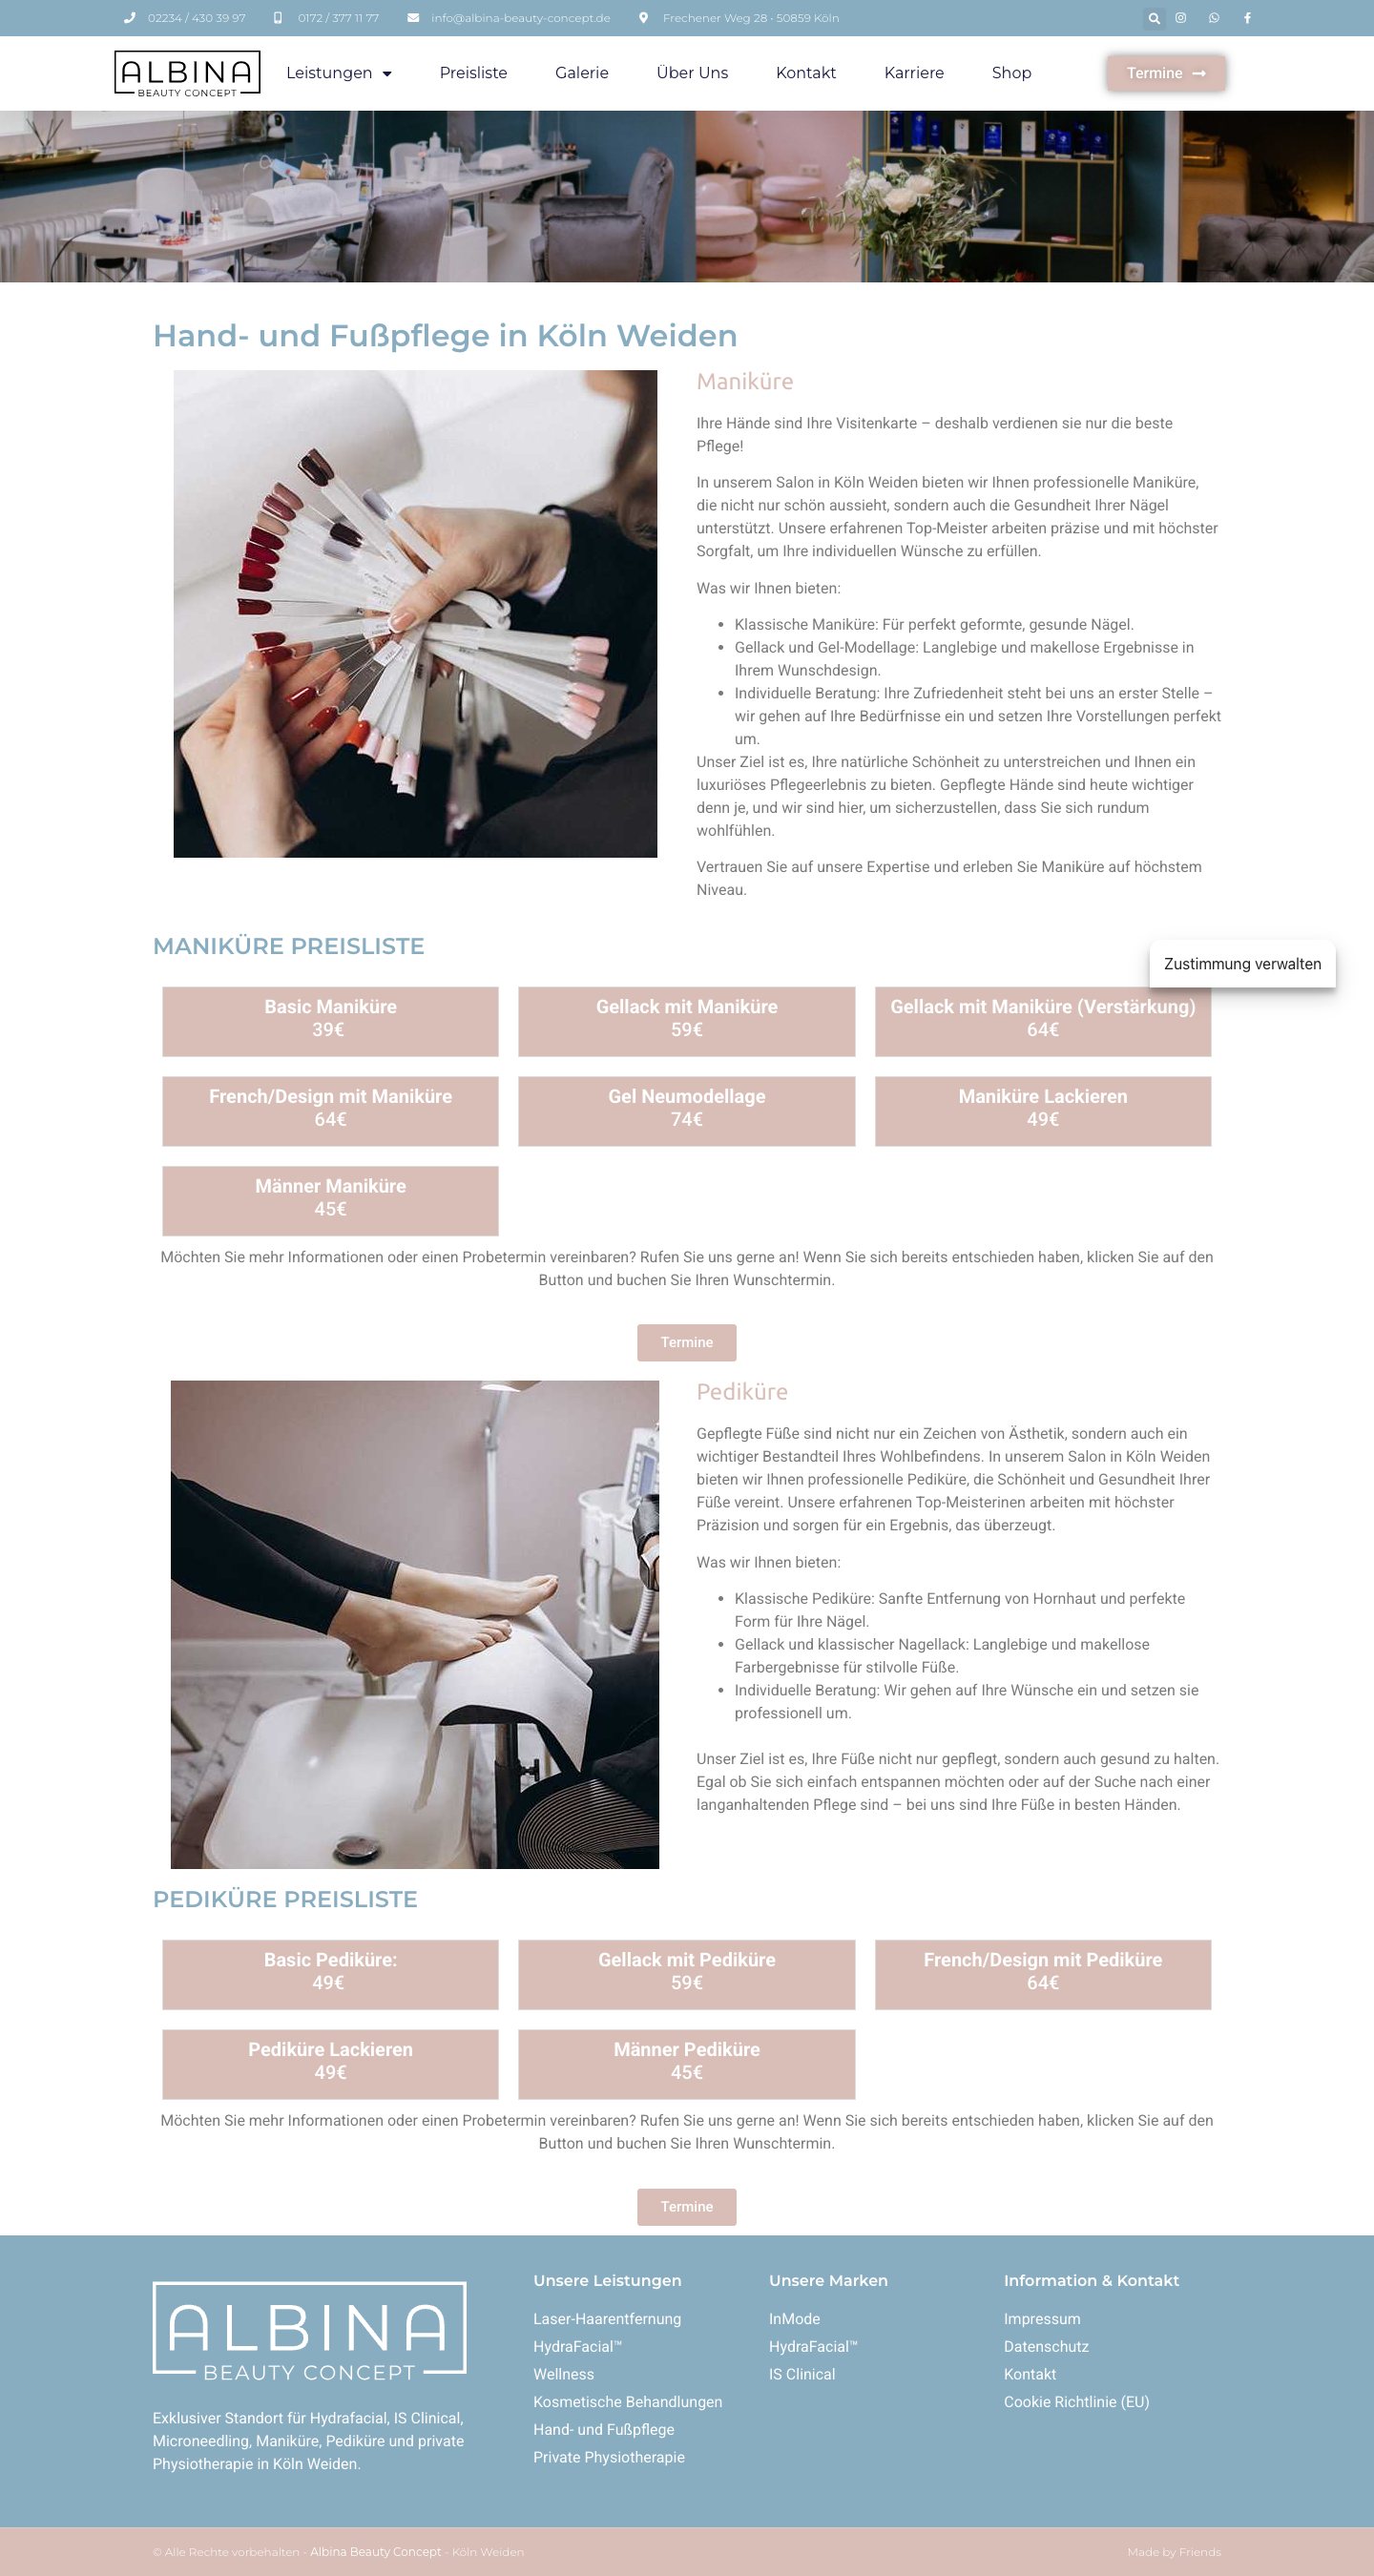 02234 / 430 39 97
0172 / 377 11 77
info@albina-beauty-concept.de
Frechener Weg 28 • 50859 Köln
ALBINA
BEAUTY CONCEPT
Leistungen
Preisliste
Galerie
Über Uns
Kontakt
Karriere
Shop
Termine
Hand- und Fußpflege in Köln Weiden
Maniküre
Ihre Hände sind Ihre Visitenkarte – deshalb verdienen sie nur die beste
Pflege!
In unserem Salon in Köln Weiden bieten wir Ihnen professionelle Maniküre,
die nicht nur schön aussieht, sondern auch die Gesundheit Ihrer Nägel
unterstützt. Unsere erfahrenen Top-Meister arbeiten präzise und mit höchster
Sorgfalt, um Ihre individuellen Wünsche zu erfüllen.
Was wir Ihnen bieten:
• Klassische Maniküre: Für perfekt geformte, gesunde Nägel.
• Gellack und Gel-Modellage: Langlebige und makellose Ergebnisse in
Ihrem Wunschdesign.
• Individuelle Beratung: Ihre Zufriedenheit steht bei uns an erster Stelle –
wir gehen auf Ihre Bedürfnisse ein und setzen Ihre Vorstellungen perfekt
um.
Unser Ziel ist es, Ihre natürliche Schönheit zu unterstreichen und Ihnen ein
luxuriöses Pflegeerlebnis zu bieten. Gepflegte Hände sind heute wichtiger
denn je, und wir sind hier, um sicherzustellen, dass Sie sich rundum
wohlfühlen.
Vertrauen Sie auf unsere Expertise und erleben Sie Maniküre auf höchstem
Niveau.
MANIKÜRE PREISLISTE
Zustimmung verwalten
Basic Maniküre
39€
Gellack mit Maniküre
59€
Gellack mit Maniküre (Verstärkung)
64€
French/Design mit Maniküre
64€
Gel Neumodellage
74€
Maniküre Lackieren
49€
Männer Maniküre
45€
Möchten Sie mehr Informationen oder einen Probetermin vereinbaren? Rufen Sie uns gerne an! Wenn Sie sich bereits entschieden haben, klicken Sie auf den
Button und buchen Sie Ihren Wunschtermin.
Termine
Pediküre
Gepflegte Füße sind nicht nur ein Zeichen von Ästhetik, sondern auch ein
wichtiger Bestandteil Ihres Wohlbefindens. In unserem Salon in Köln Weiden
bieten wir Ihnen professionelle Pediküre, die Schönheit und Gesundheit Ihrer
Füße vereint. Unsere erfahrenen Top-Meisterinen arbeiten mit höchster
Präzision und sorgen für ein Ergebnis, das überzeugt.
Was wir Ihnen bieten:
• Klassische Pediküre: Sanfte Entfernung von Hornhaut und perfekte
Form für Ihre Nägel.
• Gellack und klassischer Nagellack: Langlebige und makellose
Farbergebnisse für stilvolle Füße.
• Individuelle Beratung: Wir gehen auf Ihre Wünsche ein und setzen sie
professionell um.
Unser Ziel ist es, Ihre Füße nicht nur gepflegt, sondern auch gesund zu halten.
Egal ob Sie sich einfach entspannen möchten oder auf der Suche nach einer
langanhaltenden Pflege sind – bei uns sind Ihre Füße in besten Händen.
PEDIKÜRE PREISLISTE
Basic Pediküre:
49€
Gellack mit Pediküre
59€
French/Design mit Pediküre
64€
Pediküre Lackieren
49€
Männer Pediküre
45€
Möchten Sie mehr Informationen oder einen Probetermin vereinbaren? Rufen Sie uns gerne an! Wenn Sie sich bereits entschieden haben, klicken Sie auf den
Button und buchen Sie Ihren Wunschtermin.
Termine
ALBINA
BEAUTY CONCEPT
Exklusiver Standort für Hydrafacial, IS Clinical,
Microneedling, Maniküre, Pediküre und private
Physiotherapie in Köln Weiden.
Unsere Leistungen
Laser-Haarentfernung
HydraFacial™
Wellness
Kosmetische Behandlungen
Hand- und Fußpflege
Private Physiotherapie
Unsere Marken
InMode
HydraFacial™
IS Clinical
Information & Kontakt
Impressum
Datenschutz
Kontakt
Cookie Richtlinie (EU)
© Alle Rechte vorbehalten - Albina Beauty Concept - Köln Weiden
Made by Friends